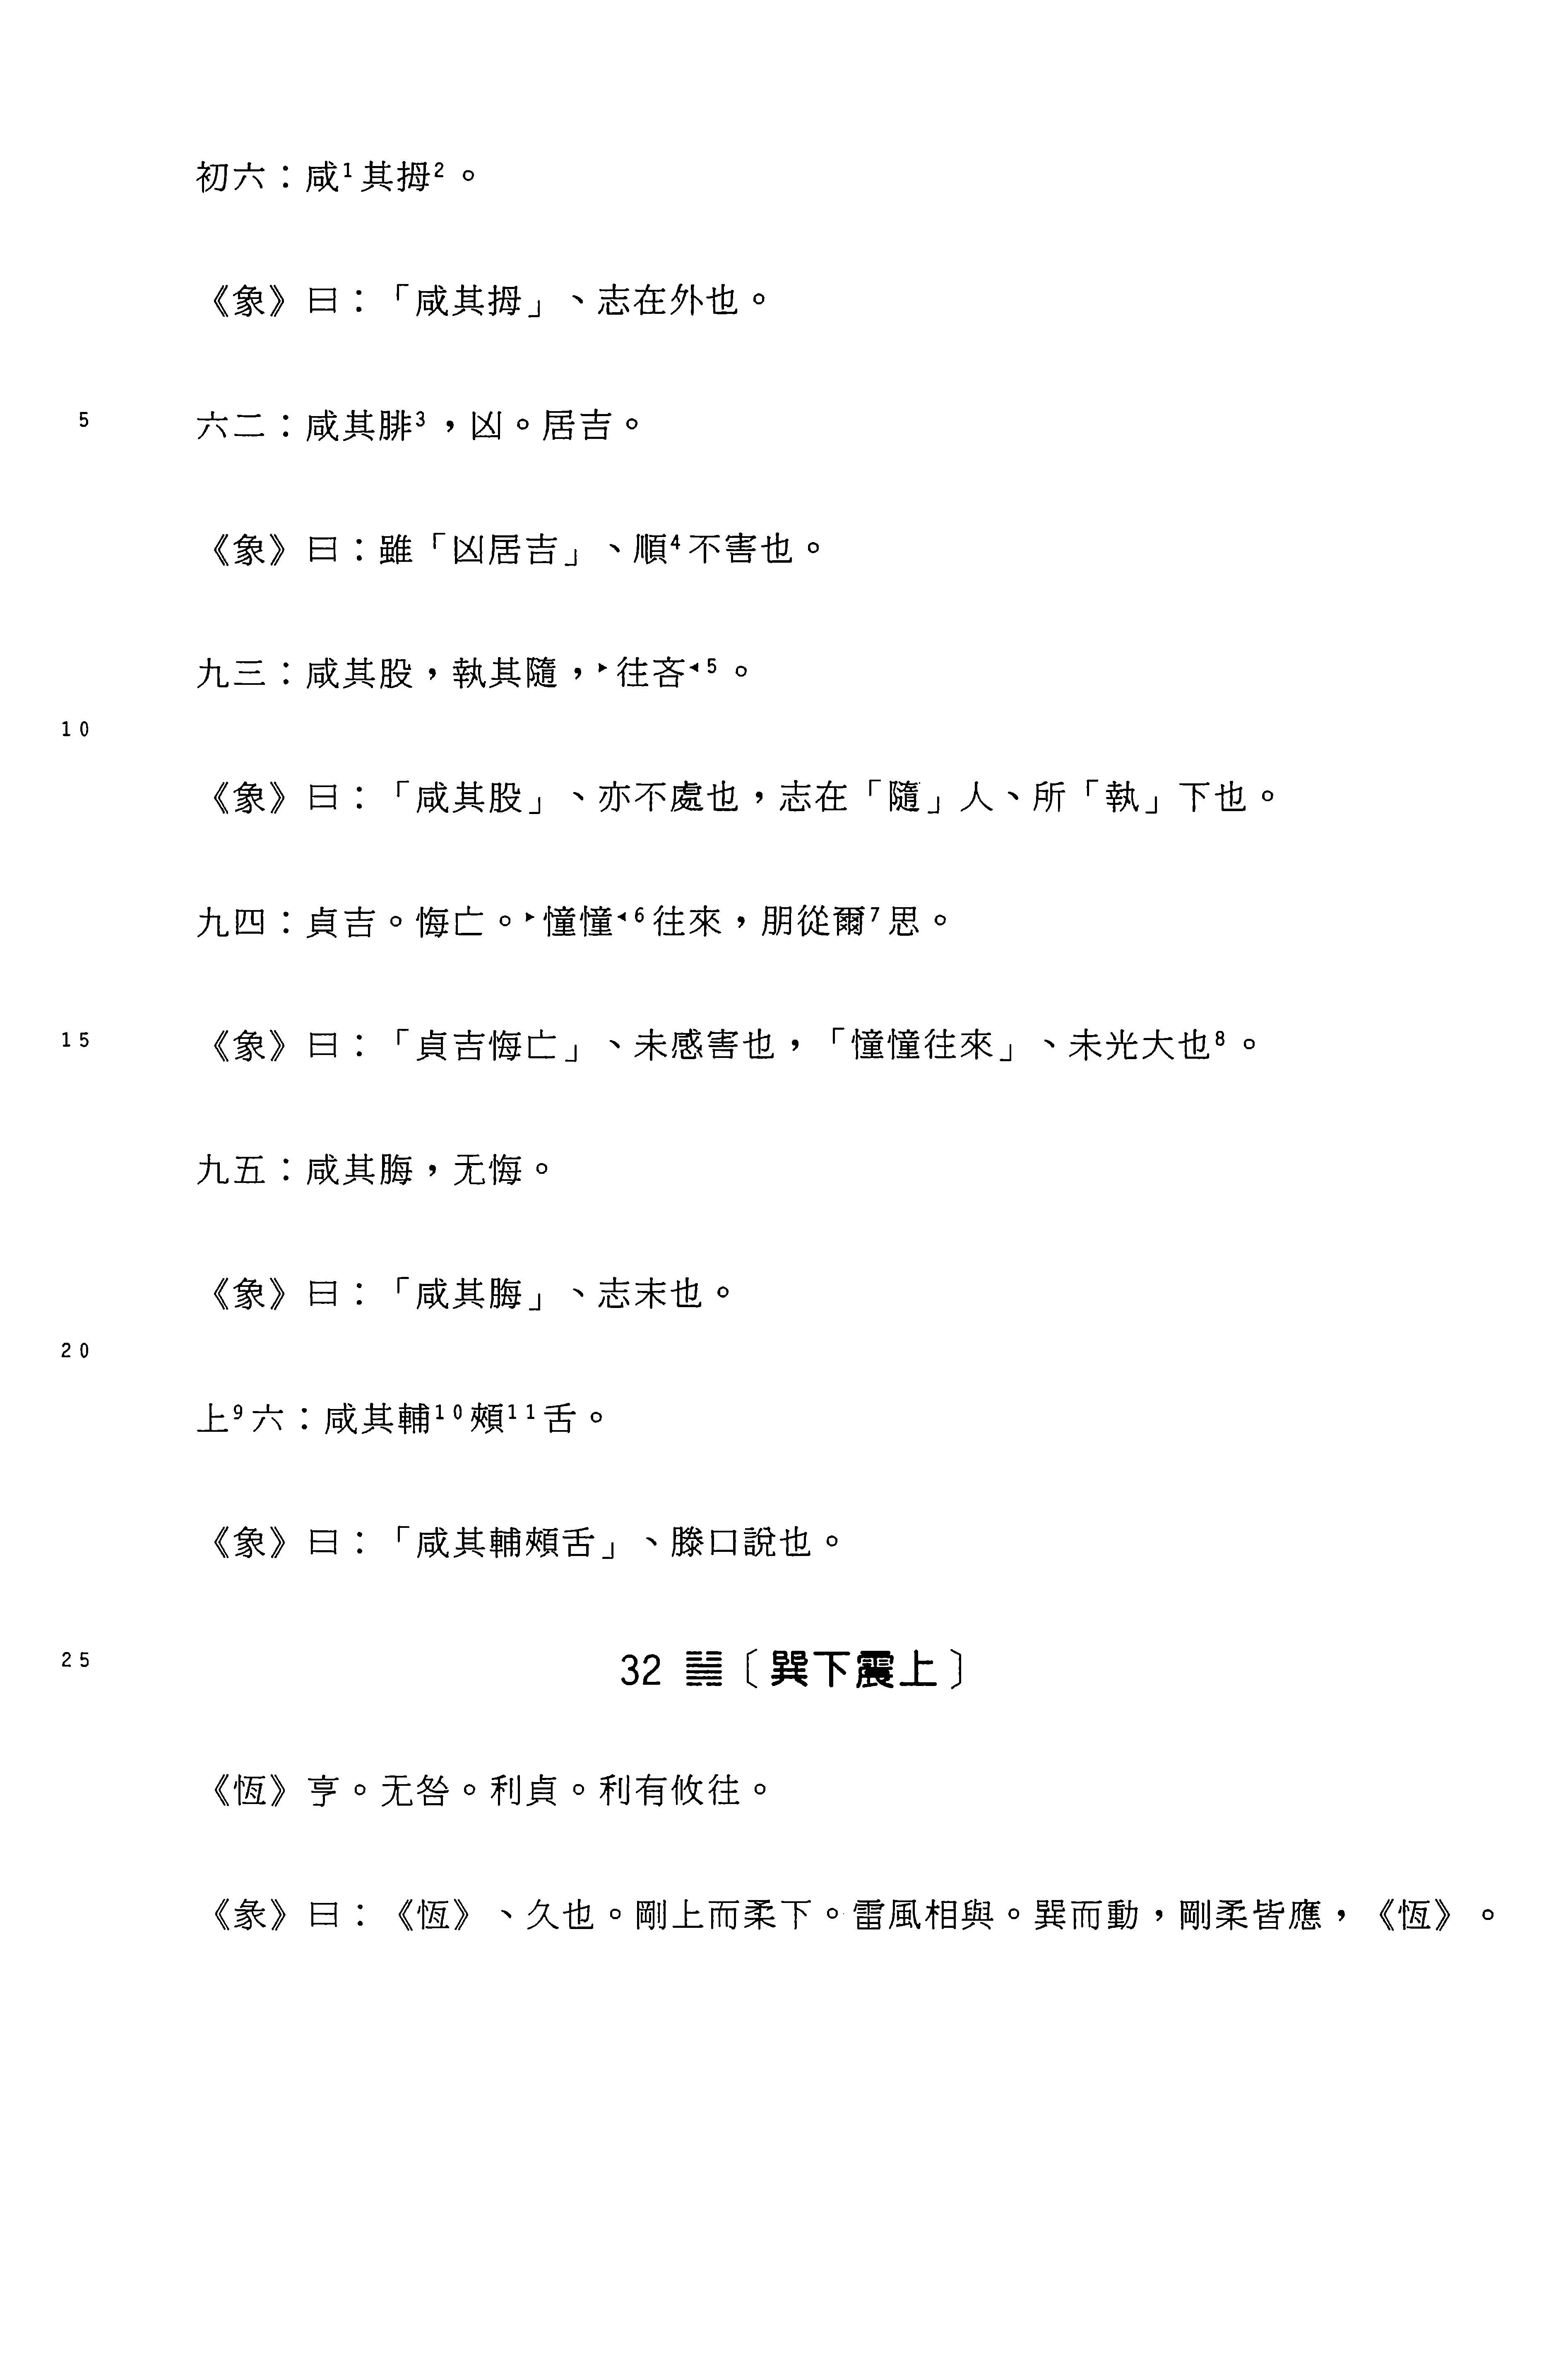 初六：咸¹其拇²。
《象》曰：「咸其拇」、志在外也。
5 六二：咸其腓³，凶。居吉。
《象》曰：雖「凶居吉」、順⁴不害也。
九三：咸其股，執其隨，▸往吝◂⁵。
10
《象》曰：「咸其股」、亦不處也，志在「隨」人、所「執」下也。
九四：貞吉。悔亡。▸憧憧◂⁶往來，朋從爾⁷思。
15 《象》曰：「貞吉悔亡」、未感害也，「憧憧往來」、未光大也⁸。
九五：咸其脢，无悔。
《象》曰：「咸其脢」、志末也。
20
上⁹六：咸其輔¹⁰頰¹¹舌。
《象》曰：「咸其輔頰舌」、滕口說也。
25 32 ䷟〔巽下震上〕
《恆》亨。无咎。利貞。利有攸往。
《彖》曰：《恆》、久也。剛上而柔下。雷風相與。巽而動，剛柔皆應，《恆》。